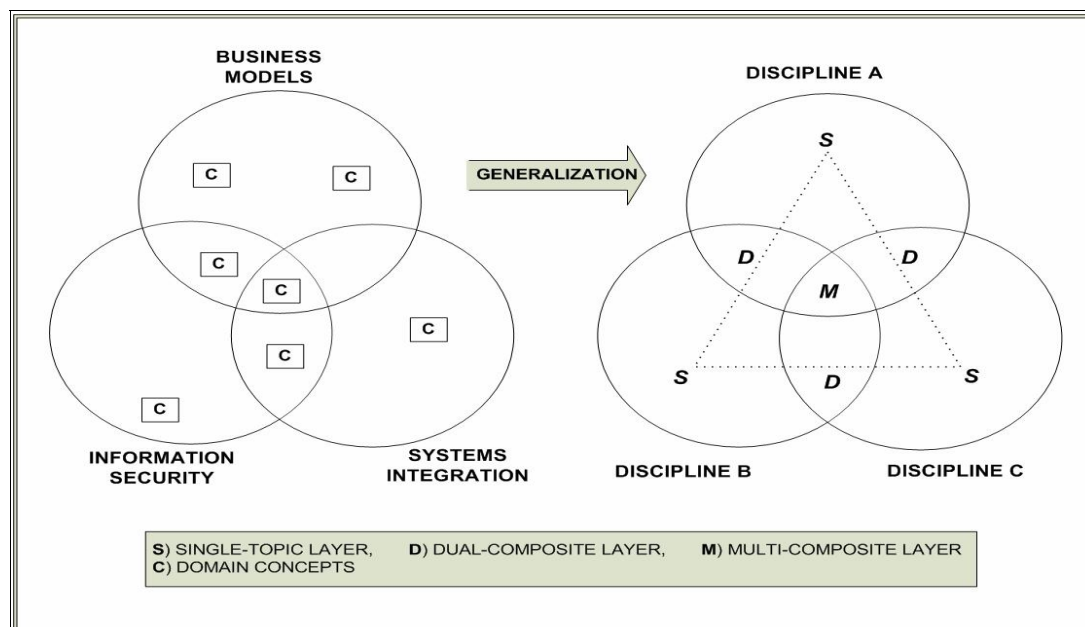 BUSINESS
MODELS
C
C
C
C
C
C
C
INFORMATION
SECURITY
SYSTEMS
INTEGRATION
GENERALIZATION
DISCIPLINE A
S
D
D
M
S
D
S
DISCIPLINE B
DISCIPLINE C
S) SINGLE-TOPIC LAYER, D) DUAL-COMPOSITE LAYER, M) MULTI-COMPOSITE LAYER
C) DOMAIN CONCEPTS